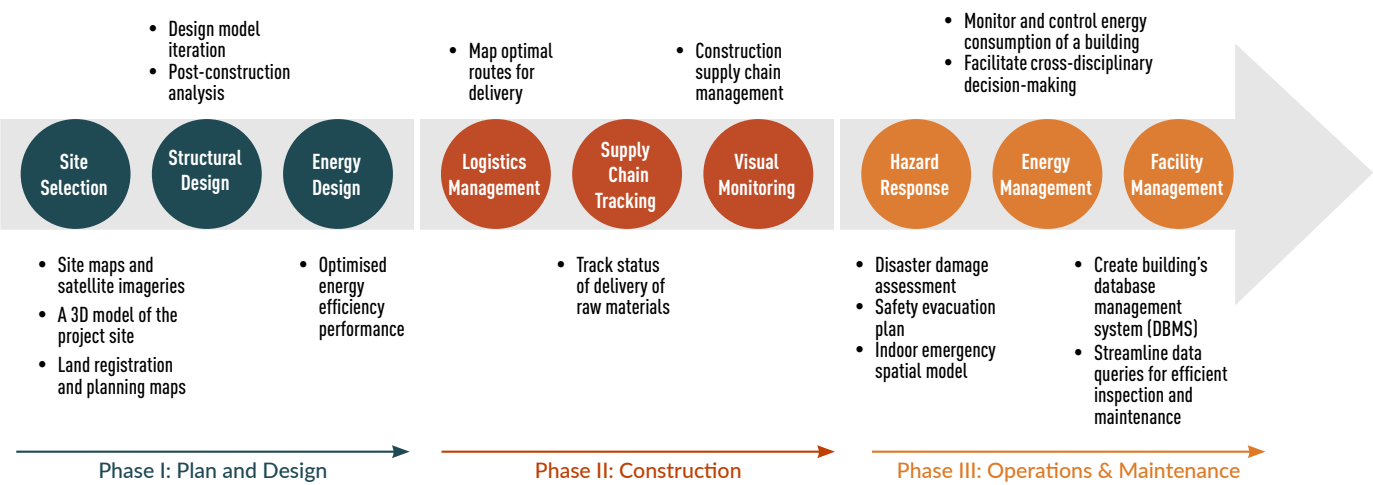 • Design model
iteration
• Post-construction
analysis
• Map optimal
routes for
delivery
• Construction
supply chain
management
• Monitor and control energy
consumption of a building
• Facilitate cross-disciplinary
decision-making
Site
Selection
Structural
Design
Energy
Design
Logistics
Management
Supply
Chain
Tracking
Visual
Monitoring
Hazard
Response
Energy
Management
Facility
Management
• Site maps and
satellite imageries
• A 3D model of the
project site
• Land registration
and planning maps
• Optimised
energy
efficiency
performance
• Track status
of delivery of
raw materials
• Disaster damage
assessment
• Safety evacuation
plan
• Indoor emergency
spatial model
• Create building’s
database
management
system (DBMS)
• Streamline data
queries for efficient
inspection and
maintenance
Phase I: Plan and Design
Phase II: Construction
Phase III: Operations & Maintenance